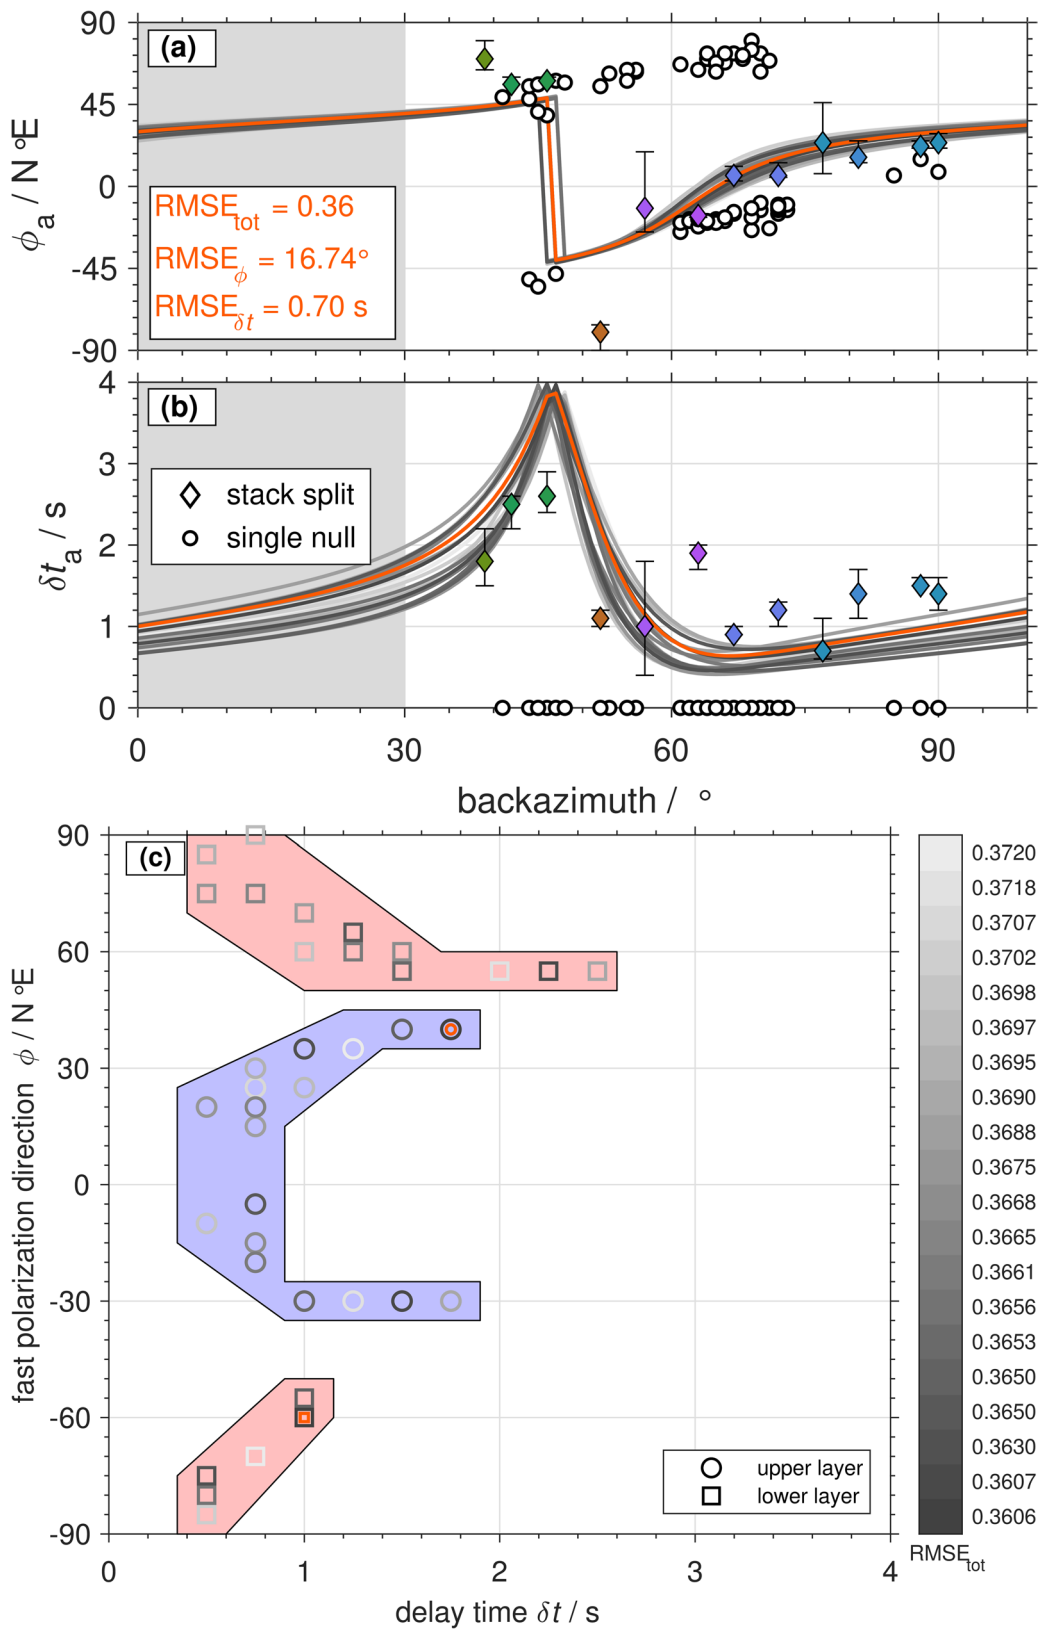 (a)
90
45
0
-45
-90
ϕa / N °E
RMSEtot = 0.36
RMSEϕ = 16.74°
RMSEδt = 0.70 s
(b)
4
3
2
1
0
δta / s
stack split
single null
0 30 60 90
backazimuth / °
(c)
90
60
30
0
-30
-60
-90
fast polarization direction ϕ / N °E
upper layer
lower layer
0 1 2 3 4
delay time δt / s
0.3720
0.3718
0.3707
0.3702
0.3698
0.3697
0.3695
0.3690
0.3688
0.3675
0.3668
0.3665
0.3661
0.3656
0.3653
0.3650
0.3650
0.3630
0.3607
0.3606
RMSEtot